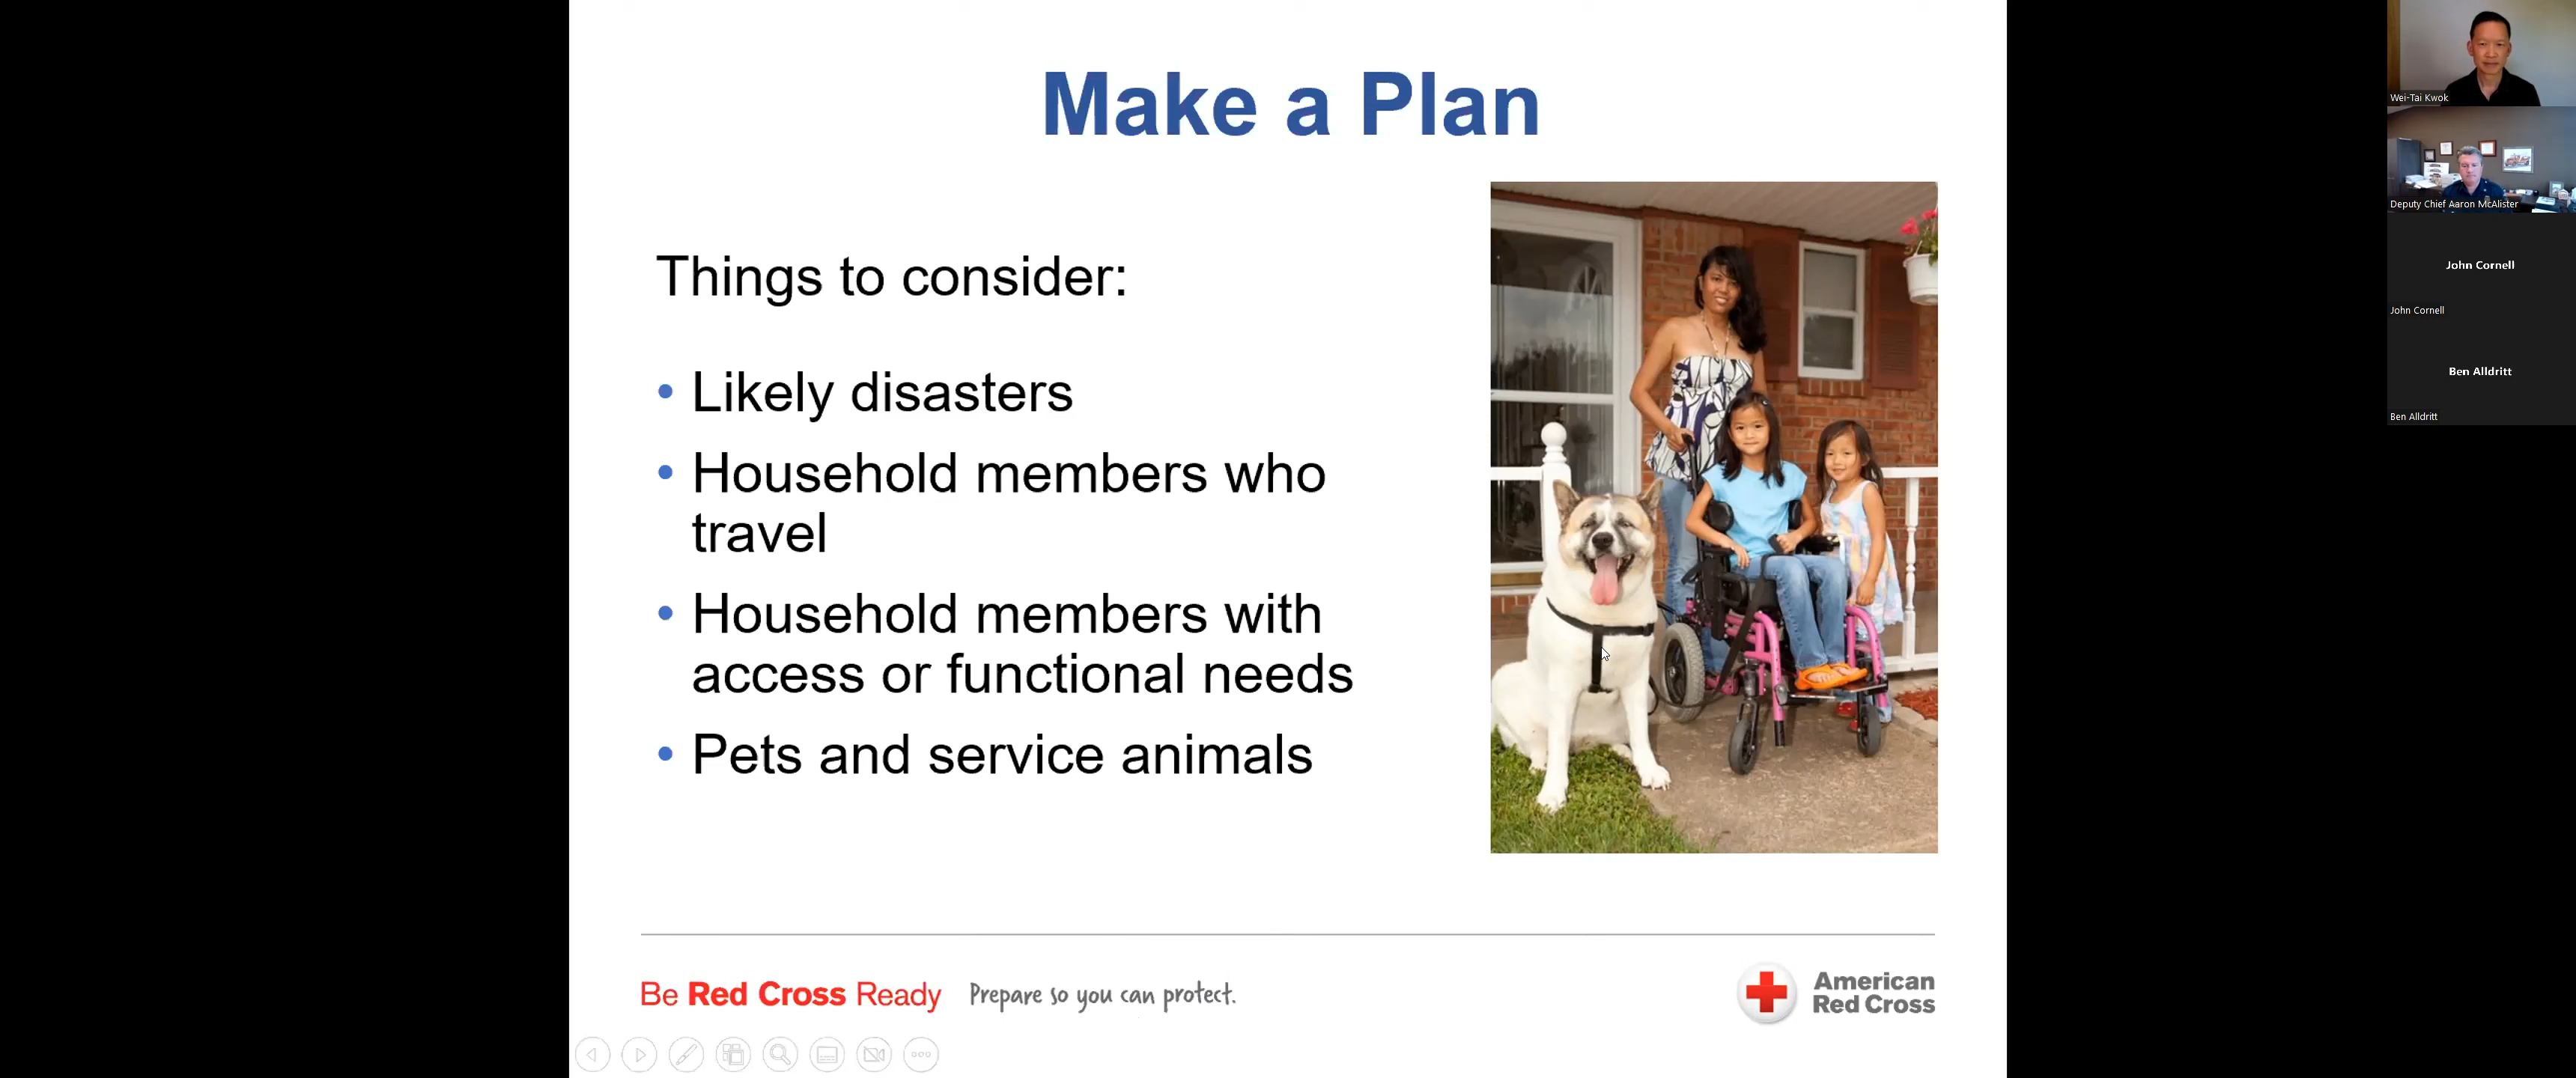 Make a Plan
Things to consider:
• Likely disasters
• Household members who
travel
• Household members with
access or functional needs
• Pets and service animals
Be Red Cross Ready Prepare so you can protect.
American
Red Cross
Wei-Tai Kwok
Deputy Chief Aaron McAlister
John Cornell
John Cornell
Ben Alldritt
Ben Alldritt